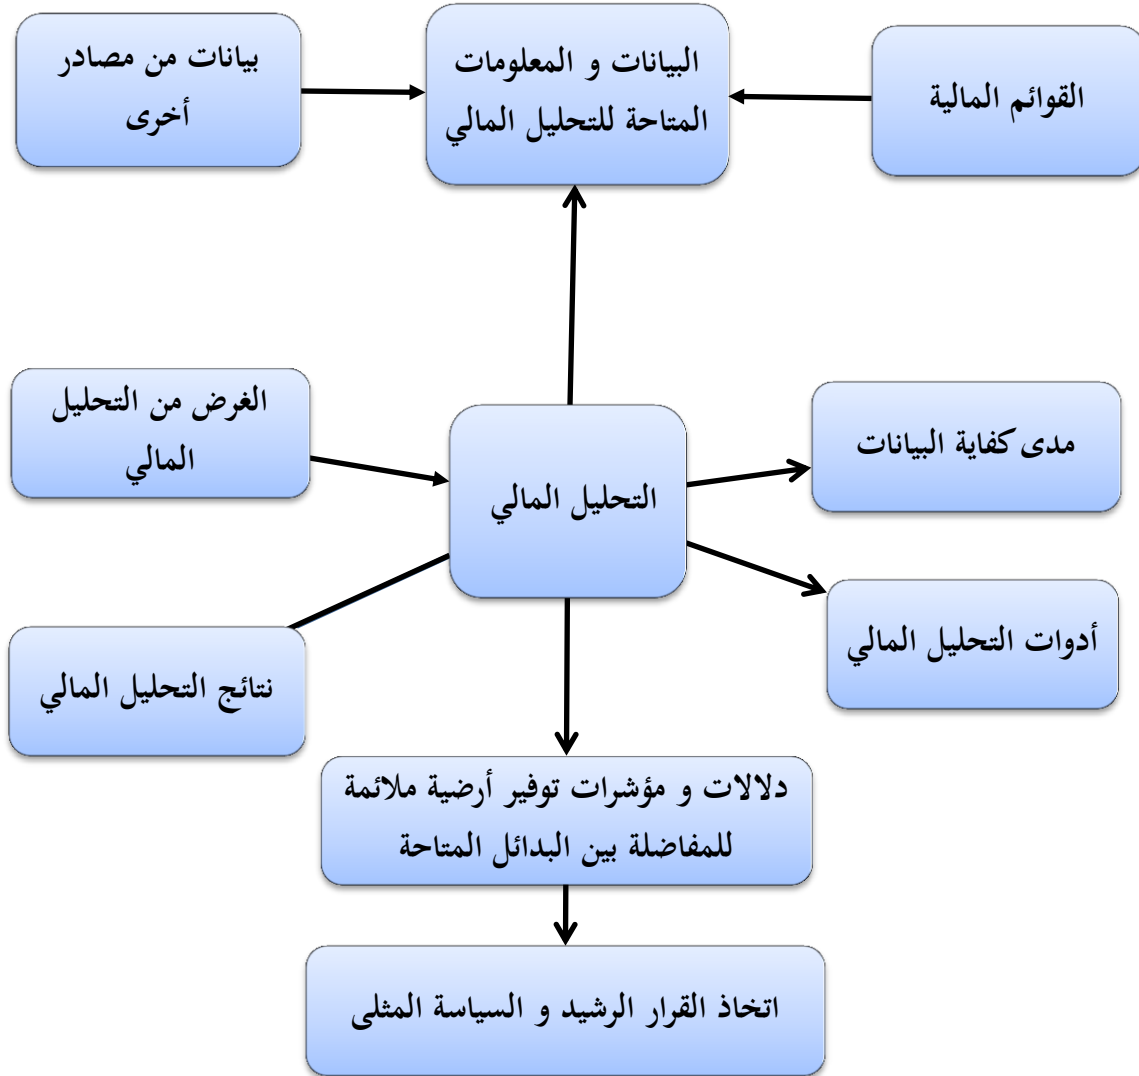 القوائم المالية
البيانات و المعلومات
المتاحة للتحليل المالي
بيانات من مصادر
أخرى
مدى كفاية البيانات
التحليل المالي
الغرض من التحليل
المالي
أدوات التحليل المالي
نتائج التحليل المالي
دلالات و مؤشرات توفير أرضية ملائمة
للمفاضلة بين البدائل المتاحة
اتخاذ القرار الرشيد و السياسة المثلى